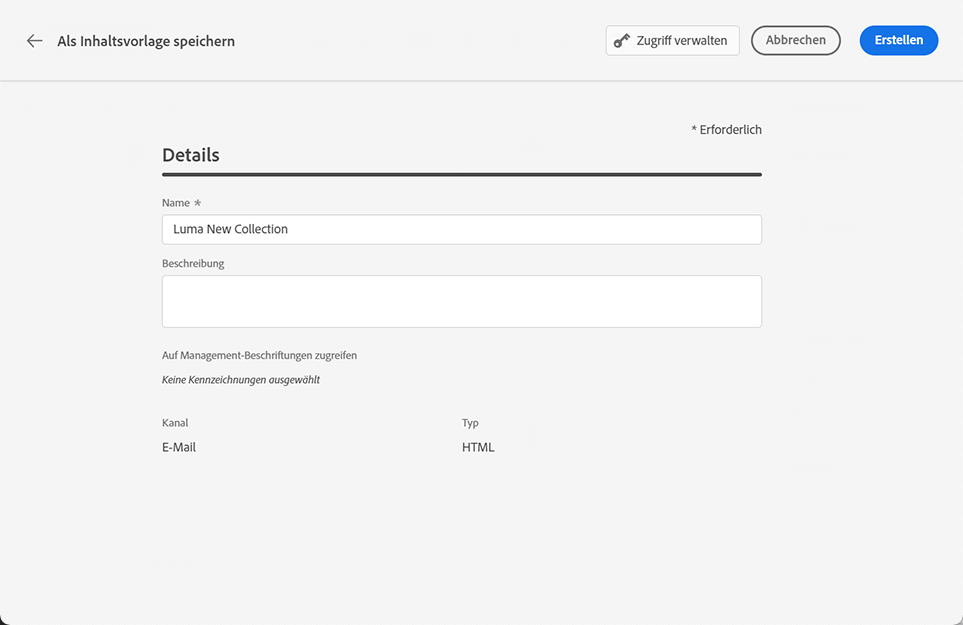 Als Inhaltsvorlage speichern
Zugriff verwalten
Abbrechen
Erstellen
* Erforderlich
Details
Name *
Luma New Collection
Beschreibung
Auf Management-Beschriftungen zugreifen
Keine Kennzeichnungen ausgewählt
Kanal
Typ
E-Mail
HTML